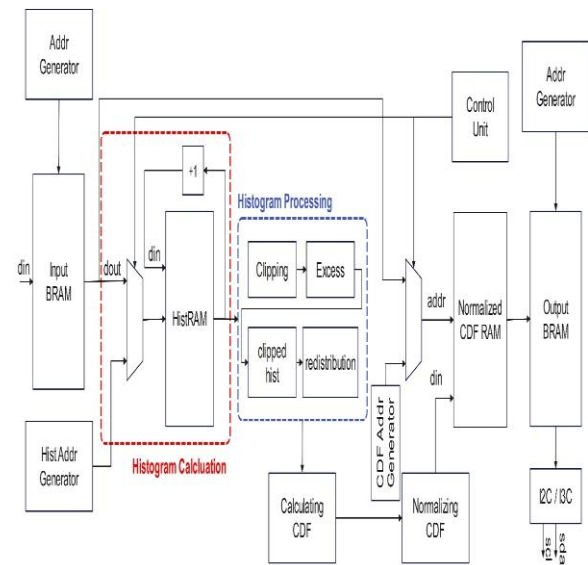 Addr
Generator
Addr
Generator
Control
Unit
+1
Histogram Processing
din
Input
BRAM
dout
din
HistRAM
Clipping
Excess
clipped
hist
redistribution
addr
din
Normalized
CDF RAM
Output
BRAM
CDF Addr
Generator
Hist Addr
Generator
Histogram Calcluation
Calculating
CDF
Normalizing
CDF
I2C / I3C
scl
sda